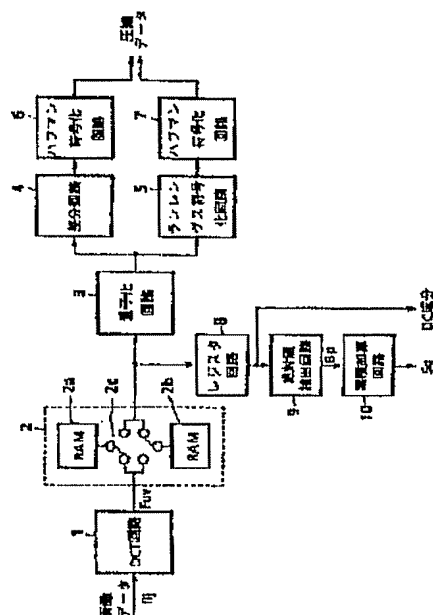 画像
データ
fij
1
DCT回路
Fuv
2
2a
RAM
2c
RAM
2b
3
量子化
回路
4
差分回路
5
ランレン
グス符号
化回路
6
ハフマン
符号化
回路
7
ハフマン
符号化
回路
圧縮
データ
8
レジスタ
回路
DC成分
9
絶対値
抽出回路
Bp
10
累積加算
回路